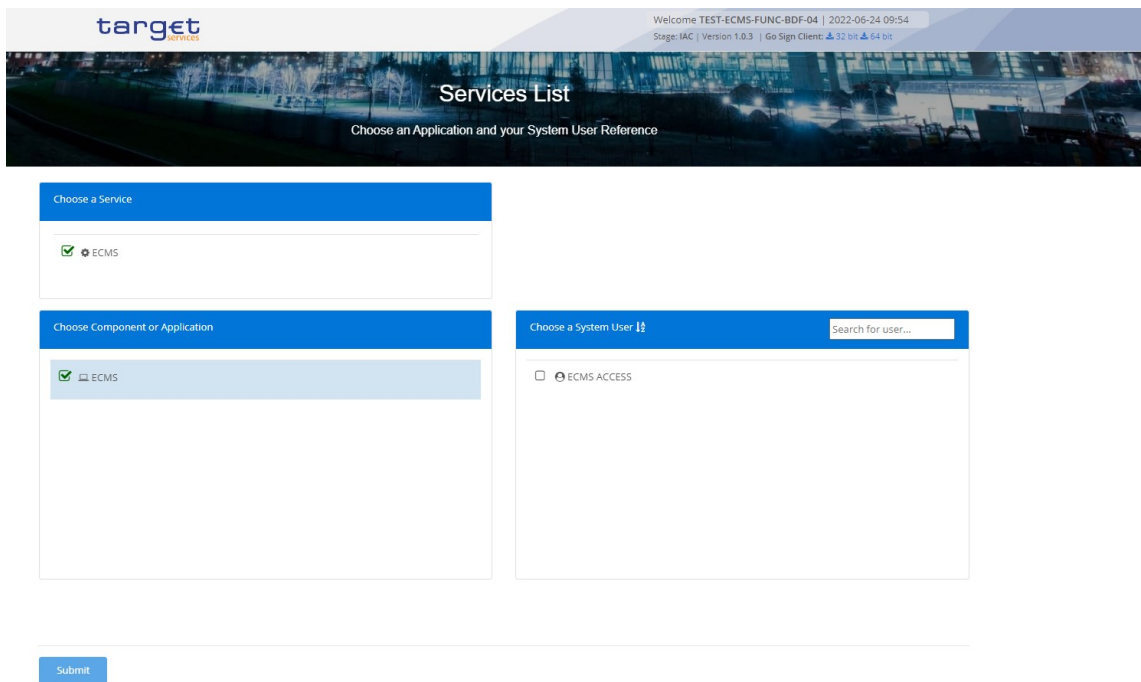 target
services
Welcome TEST-ECMS-FUNC-BDF-04 | 2022-06-24 09:54
Stage: IAC | Version 1.0.3 | Go Sign Client: 32 bit 64 bit
Services List
Choose an Application and your System User Reference
Choose a Service
ECMS
Choose Component or Application
Choose a System User
Search for user...
ECMS
ECMS ACCESS
Submit